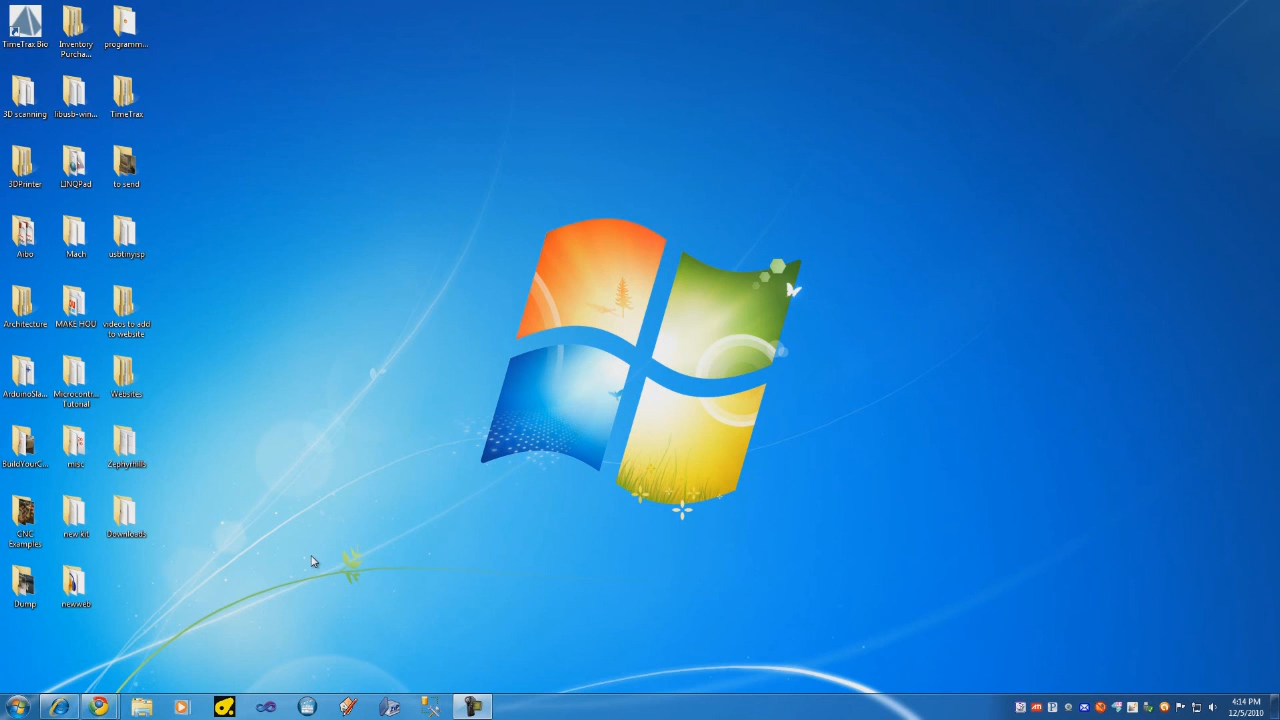 TimeTrax Bio
Inventory
Purcha...
programm...
3D scanning
libusb-win...
TimeTrax
3DPrinter
LINQPad
to send
Aibo
Mach
usbtinyisp
Architecture
MAKE HOU
videos to add
to website
ArduinoSla...
Microcontr...
Tutorial
Websites
BuildYourC...
misc
Zephyrhills
CNC
Examples
new kit
Downloads
Dump
newweb
4:14 PM
12/5/2010